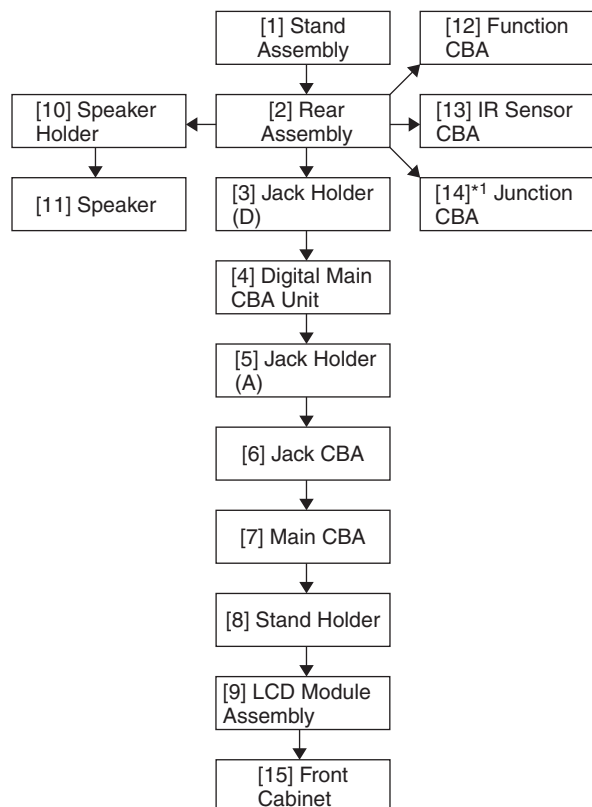 [1] Stand
Assembly
[12] Function
CBA
[10] Speaker
Holder
[2] Rear
Assembly
[13] IR Sensor
CBA
[11] Speaker
[3] Jack Holder
(D)
[14]*1 Junction
CBA
[4] Digital Main
CBA Unit
[5] Jack Holder
(A)
[6] Jack CBA
[7] Main CBA
[8] Stand Holder
[9] LCD Module
Assembly
[15] Front
Cabinet